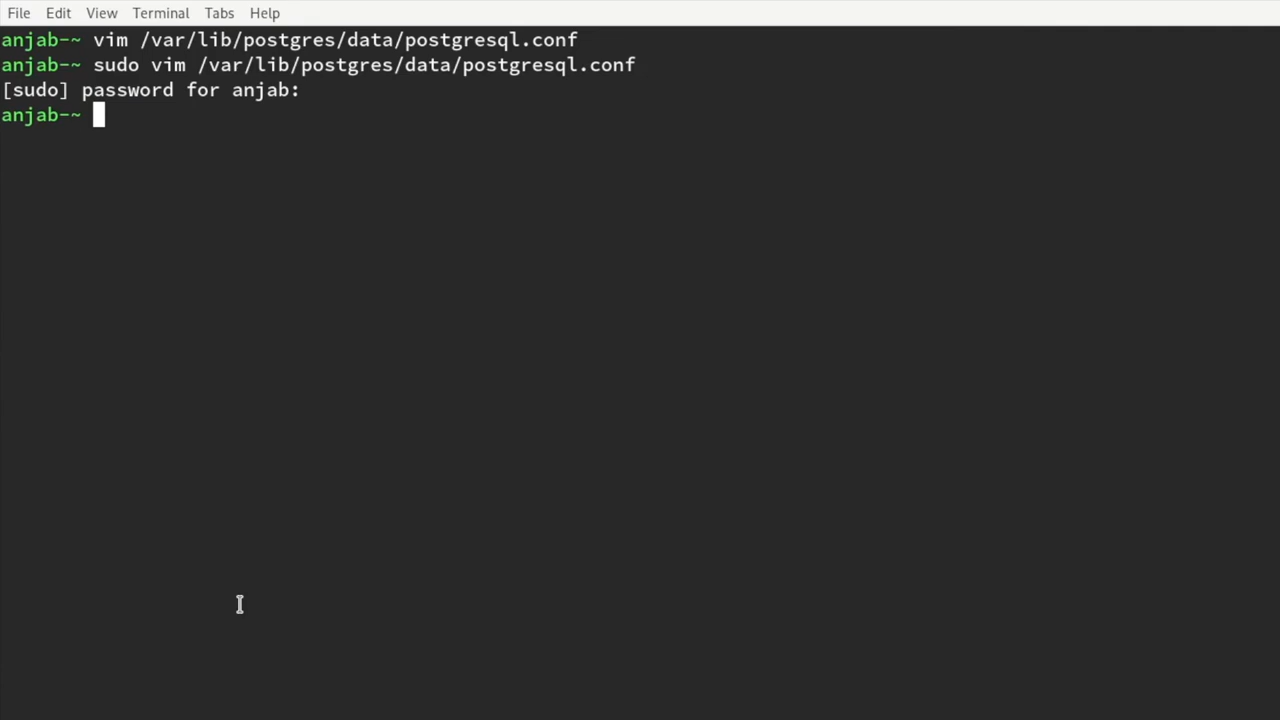 File Edit View Terminal Tabs Help
anjab~~ vim /var/lib/postgres/data/postgresql.conf
anjab~~ sudo vim /var/lib/postgres/data/postgresql.conf
[sudo] password for anjab:
anjab~~